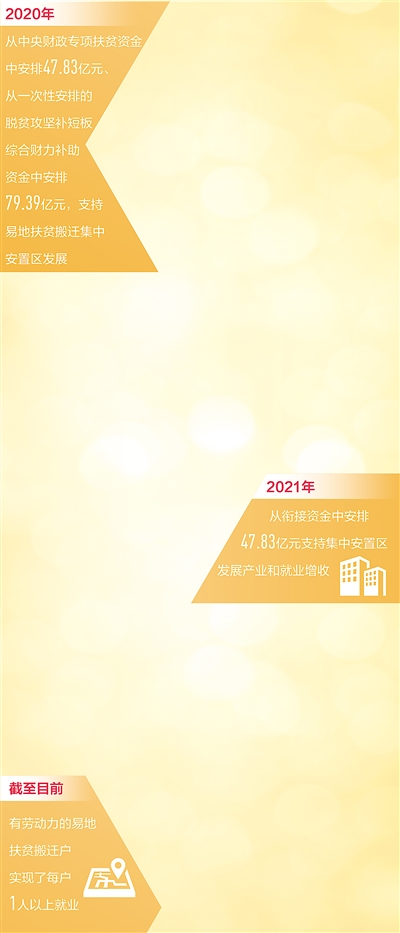 2020年
从中央财政专项扶贫资金
中安排47.83亿元、
从一次性安排的
脱贫攻坚补短板
综合财力补助
资金中安排
79.39亿元，支持
易地扶贫搬迁集中
安置区发展
2021年
从衔接资金中安排
47.83亿元支持集中安置区
发展产业和就业增收
截至目前
有劳动力的易地
扶贫搬迁户
实现了每户
1人以上就业